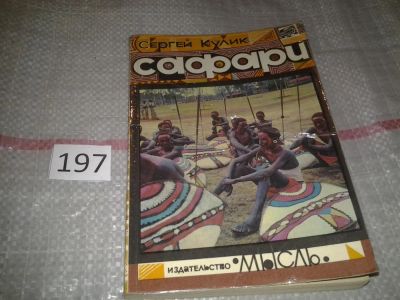 СЕРГЕЙ КУЛИК
сафари
197
ИЗДАТЕЛЬСТВО "МЫСЛЬ"